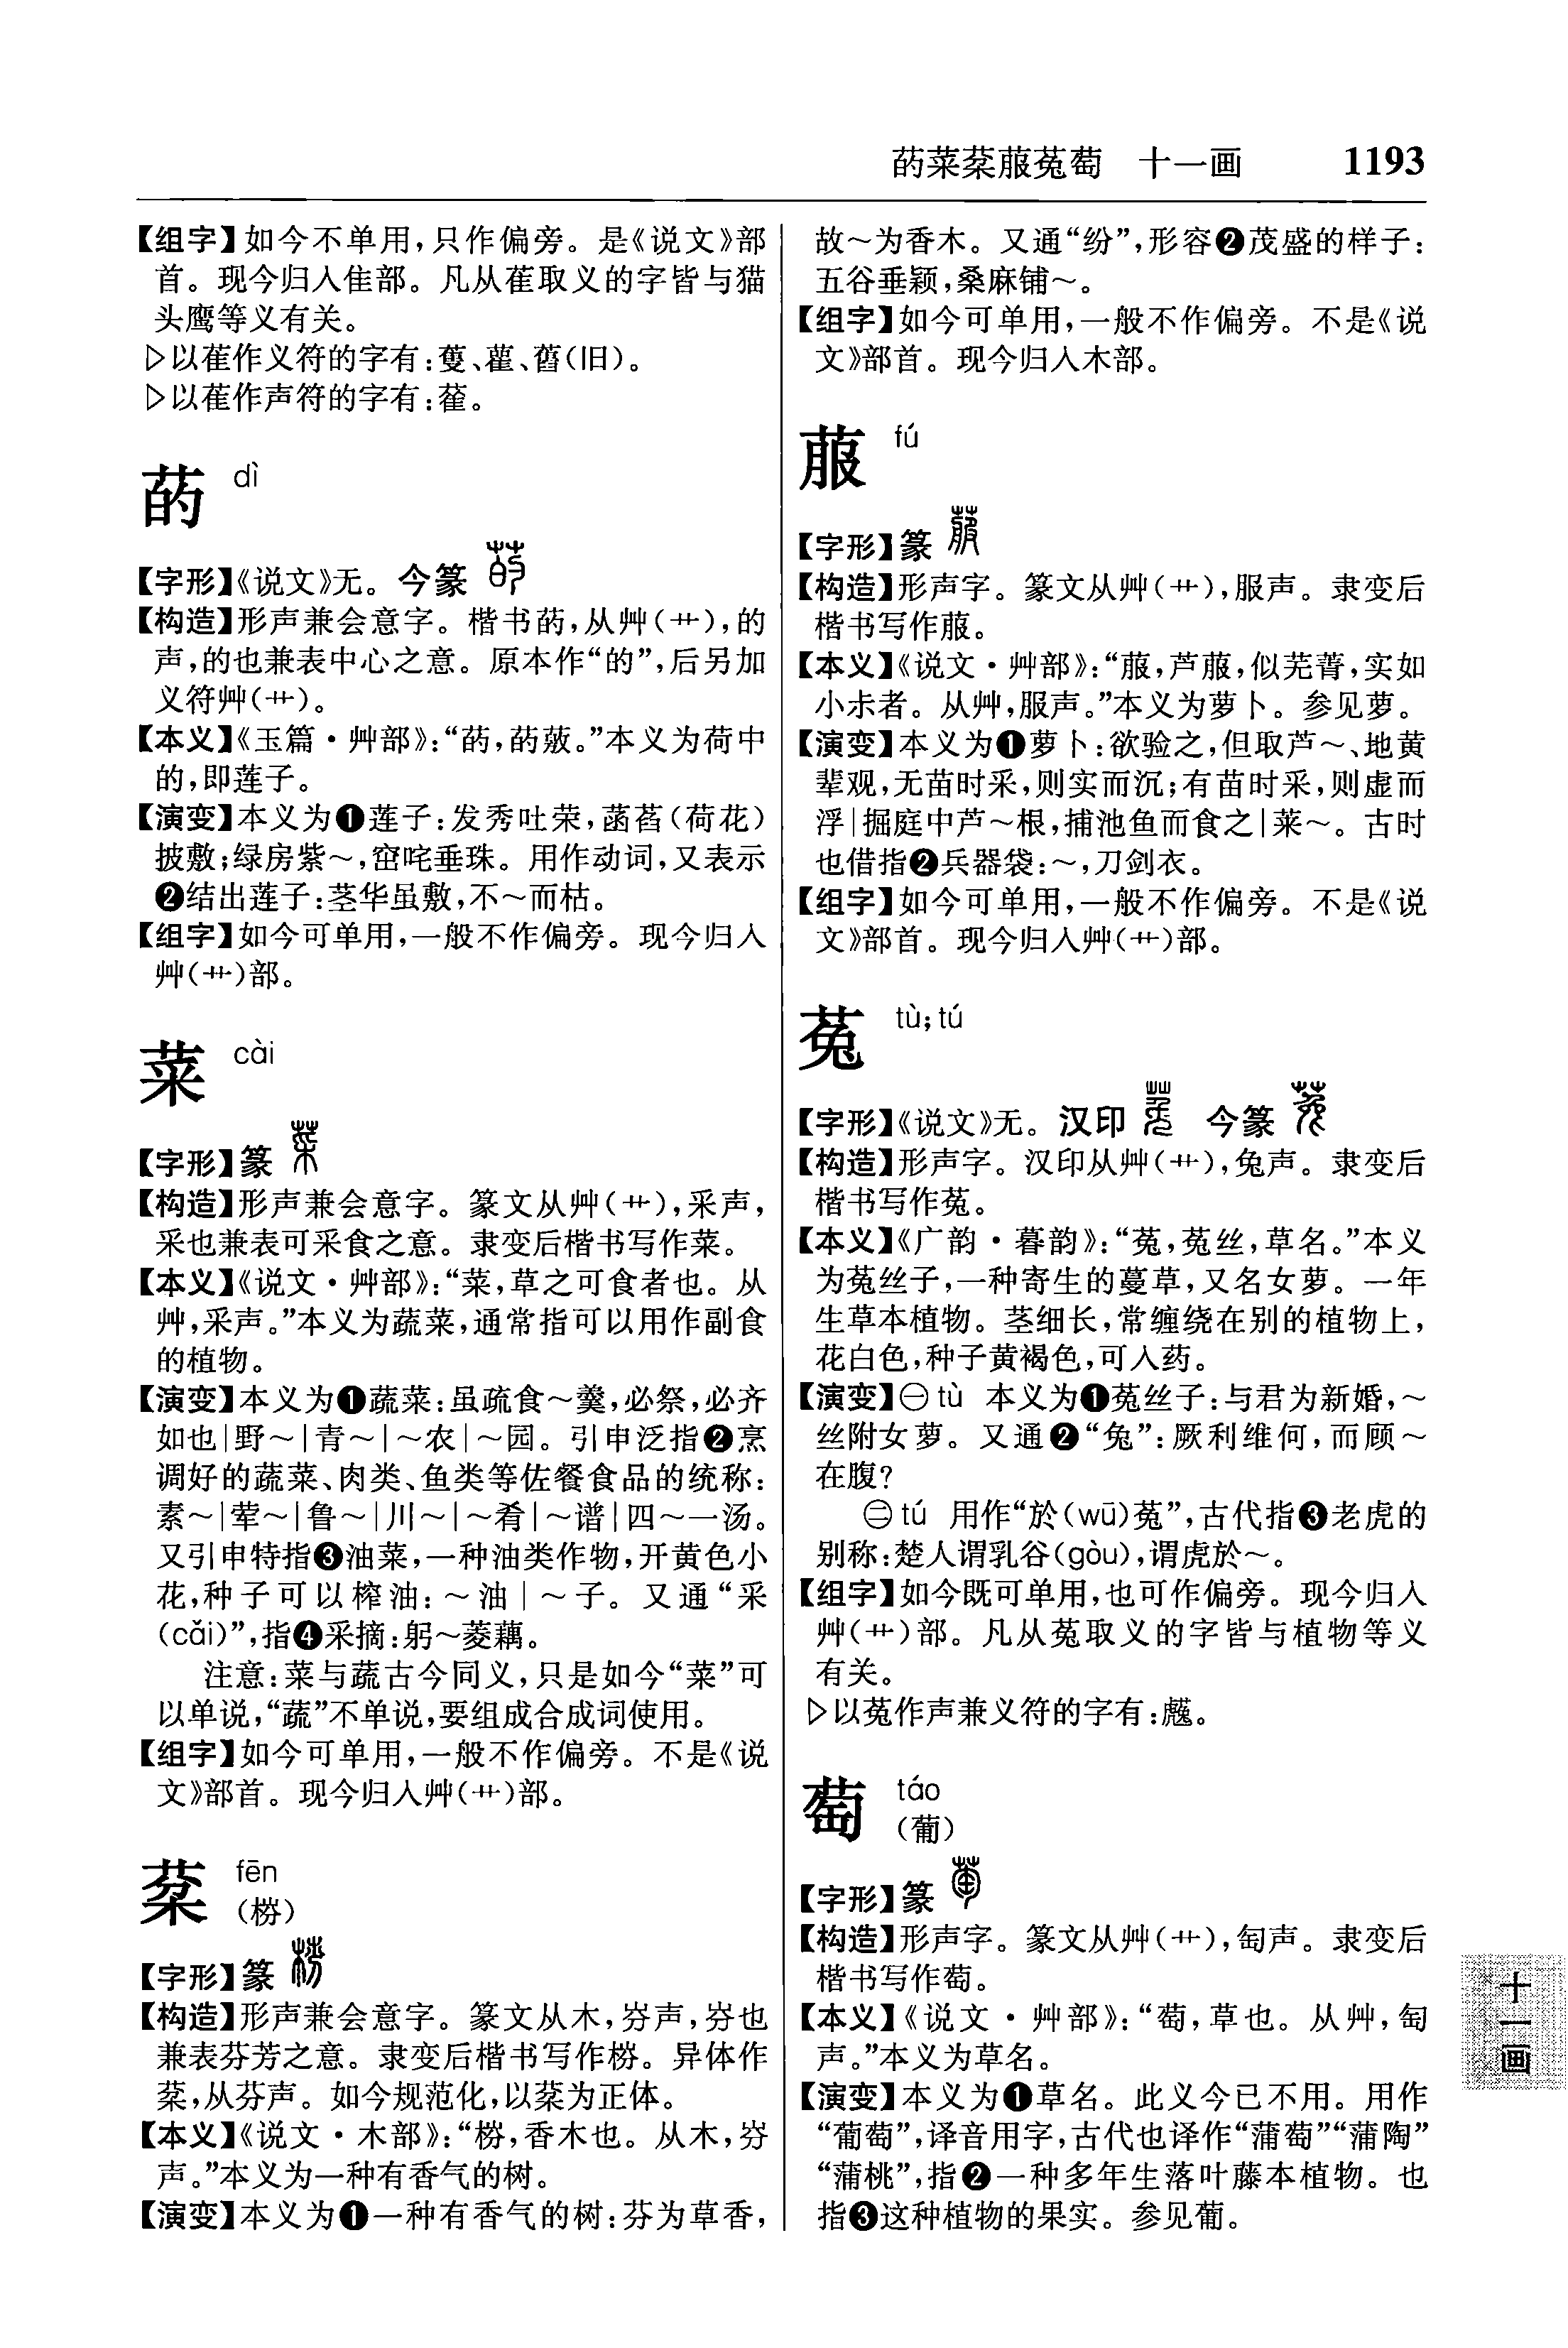 菂菜棻菔菟萄 十一画 1193
【组字】如今不单用,只作偏旁。是《说文》部
首。现今归入隹部。凡从萑取义的字皆与猫
头鹰等义有关。
▷以萑作义符的字有:蒦、雚、舊(旧)。
▷以萑作声符的字有:雈。
菂 dì
【字形】《说文》无。今篆
【构造】形声兼会意字。楷书菂,从艸(艹),的
声,的也兼表中心之意。原本作“的”,后另加
义符艸(艹)。
【本义】《玉篇·艸部》:“菂,菂薂。”本义为荷中
的,即莲子。
【演变】本义为❶莲子:发秀吐荣,菡萏(荷花)
披敷;绿房紫~,窋咤垂珠。用作动词,又表示
❷结出莲子:茎华虽敷,不~而枯。
【组字】如今可单用,一般不作偏旁。现今归入
艸(艹)部。
菜 cài
【字形】篆
【构造】形声兼会意字。篆文从艸(艹),采声,
采也兼表可采食之意。隶变后楷书写作菜。
【本义】《说文·艸部》:“菜,草之可食者也。从
艸,采声。”本义为蔬菜,通常指可以用作副食
的植物。
【演变】本义为❶蔬菜:虽疏食~羹,必祭,必齐
如也|野~|青~|~农|~园。引申泛指❷烹
调好的蔬菜、肉类、鱼类等佐餐食品的统称:
素~|荤~|鲁~|川~|~肴|~谱|四~一汤。
又引申特指❸油菜,一种油类作物,开黄色小
花,种子可以榨油:~油|~子。又通“采
(cǎi)”,指❹采摘:躬~菱藕。
注意:菜与蔬古今同义,只是如今“菜”可
以单说,“蔬”不单说,要组成合成词使用。
【组字】如今可单用,一般不作偏旁。不是《说
文》部首。现今归入艸(艹)部。
棻 fēn
(梤)
【字形】篆
【构造】形声兼会意字。篆文从木,岎声,岎也
兼表芬芳之意。隶变后楷书写作梤。异体作
棻,从芬声。如今规范化,以棻为正体。
【本义】《说文·木部》:“梤,香木也。从木,岎
声。”本义为一种有香气的树。
【演变】本义为❶一种有香气的树:芬为草香,
故~为香木。又通“纷”,形容❷茂盛的样子:
五谷垂颖,桑麻铺~。
【组字】如今可单用,一般不作偏旁。不是《说
文》部首。现今归入木部。
菔 fú
【字形】篆
【构造】形声字。篆文从艸(艹),服声。隶变后
楷书写作菔。
【本义】《说文·艸部》:“菔,芦菔,似芜菁,实如
小尗者。从艸,服声。”本义为萝卜。参见萝。
【演变】本义为❶萝卜:欲验之,但取芦~、地黄
辈观,无苗时采,则实而沉;有苗时采,则虚而
浮|掘庭中芦~根,捕池鱼而食之|莱~。古时
也借指❷兵器袋:~,刀剑衣。
【组字】如今可单用,一般不作偏旁。不是《说
文》部首。现今归入艸(艹)部。
菟 tù;tú
【字形】《说文》无。汉印 今篆
【构造】形声字。汉印从艸(艹),兔声。隶变后
楷书写作菟。
【本义】《广韵·暮韵》:“菟,菟丝,草名。”本义
为菟丝子,一种寄生的蔓草,又名女萝。一年
生草本植物。茎细长,常缠绕在别的植物上,
花白色,种子黄褐色,可入药。
【演变】㊀tù 本义为❶菟丝子:与君为新婚,~
丝附女萝。又通❷“兔”:厥利维何,而顾~
在腹?
㊁tú 用作“於(wū)菟”,古代指❸老虎的
别称:楚人谓乳谷(gòu),谓虎於~。
【组字】如今既可单用,也可作偏旁。现今归入
艸(艹)部。凡从菟取义的字皆与植物等义
有关。
▷以菟作声兼义符的字有:虪。
萄 táo
(葡)
【字形】篆
【构造】形声字。篆文从艸(艹),匋声。隶变后
楷书写作萄。
【本义】《说文·艸部》:“萄,草也。从艸,匋
声。”本义为草名。
【演变】本义为❶草名。此义今已不用。用作
“葡萄”,译音用字,古代也译作“蒲萄”“蒲陶”
“蒲桃”,指❷一种多年生落叶藤本植物。也
指❸这种植物的果实。参见葡。
十一画